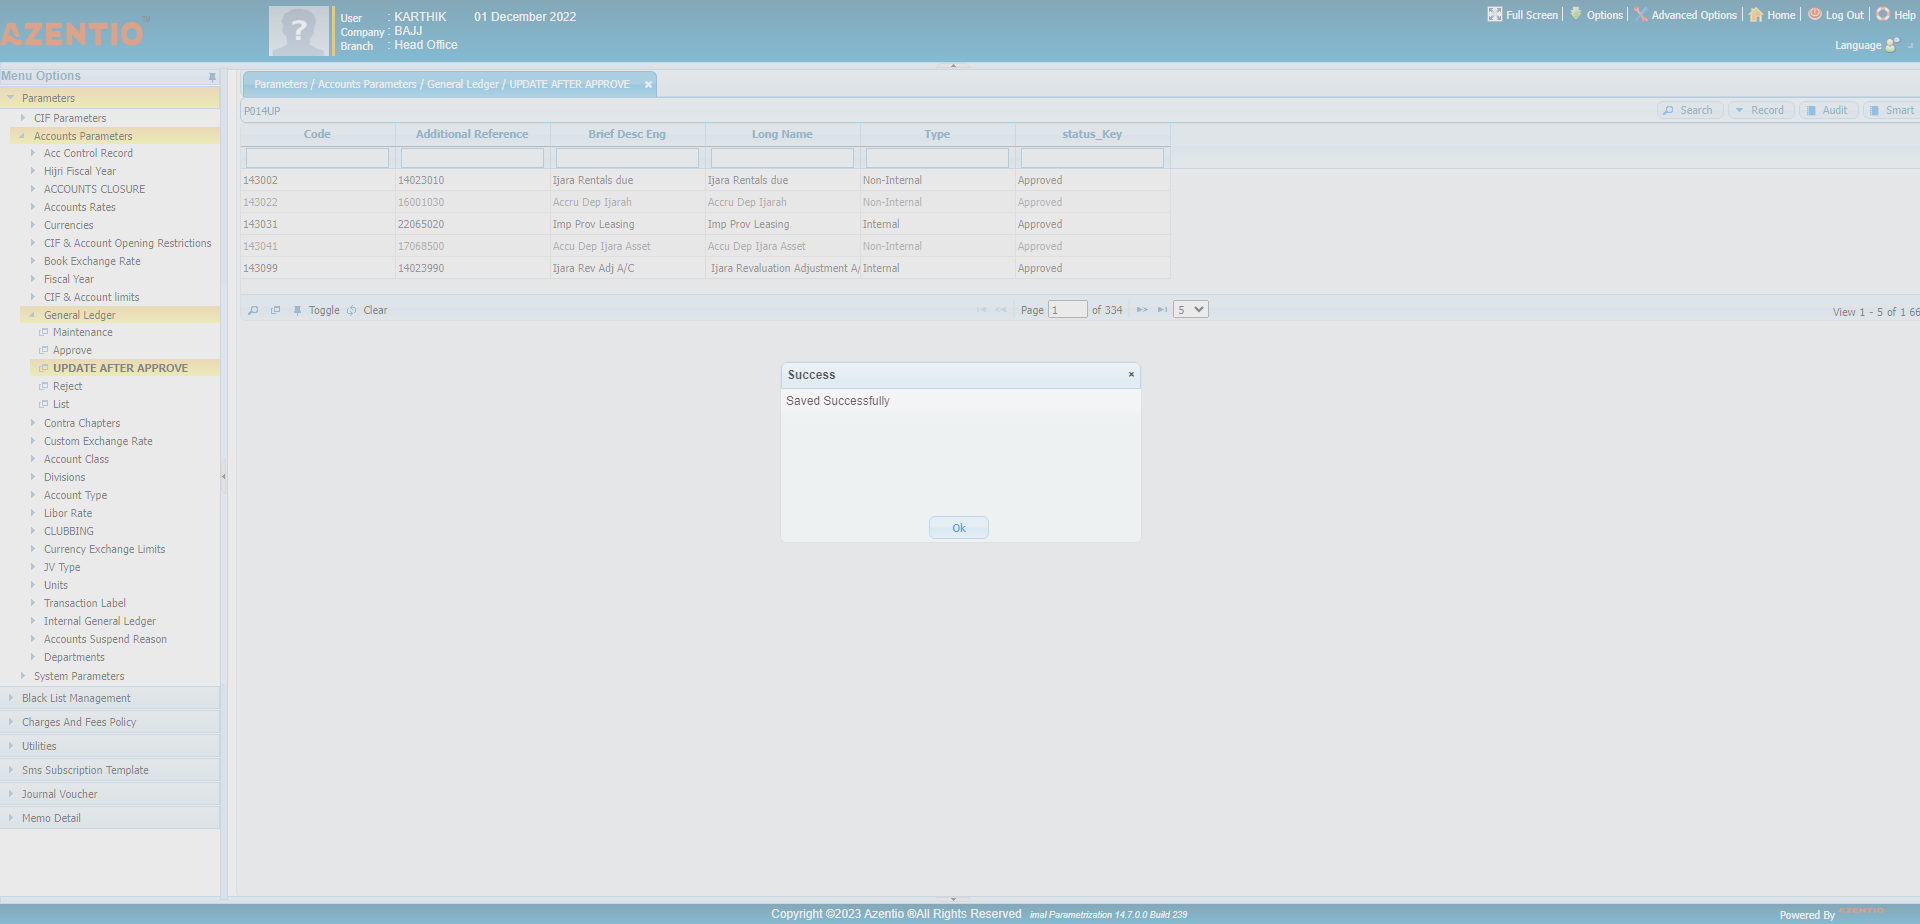 AZENTIO™
User : KARTHIK 01 December 2022
Company : BAJJ
Branch : Head Office
Full Screen Options Advanced Options Home Log Out Help
Language
Menu Options
Parameters
CIF Parameters
Accounts Parameters
Acc Control Record
Hijri Fiscal Year
ACCOUNTS CLOSURE
Accounts Rates
Currencies
CIF & Account Opening Restrictions
Book Exchange Rate
Fiscal Year
CIF & Account limits
General Ledger
Maintenance
Approve
UPDATE AFTER APPROVE
Reject
List
Contra Chapters
Custom Exchange Rate
Account Class
Divisions
Account Type
Libor Rate
CLUBBING
Currency Exchange Limits
JV Type
Units
Transaction Label
Internal General Ledger
Accounts Suspend Reason
Departments
System Parameters
Black List Management
Charges And Fees Policy
Utilities
Sms Subscription Template
Journal Voucher
Memo Detail
Parameters / Accounts Parameters / General Ledger / UPDATE AFTER APPROVE
P014UP
Search Record Audit Smart
Code Additional Reference Brief Desc Eng Long Name Type status_Key
143002 14023010 Ijara Rentals due Ijara Rentals due Non-Internal Approved
143022 16001030 Accru Dep Ijarah Accru Dep Ijarah Non-Internal Approved
143031 22065020 Imp Prov Leasing Imp Prov Leasing Internal Approved
143041 17068500 Accu Dep Ijara Asset Accu Dep Ijara Asset Non-Internal Approved
143099 14023990 Ijara Rev Adj A/C Ijara Revaluation Adjustment A/ Internal Approved
Toggle Clear
Page 1 of 334 5
View 1 - 5 of 1 66
Success
Saved Successfully
Ok
Copyright ©2023 Azentio ®All Rights Reserved imal Parametrization 14.7.0.0 Build 239
Powered By AZENTIO